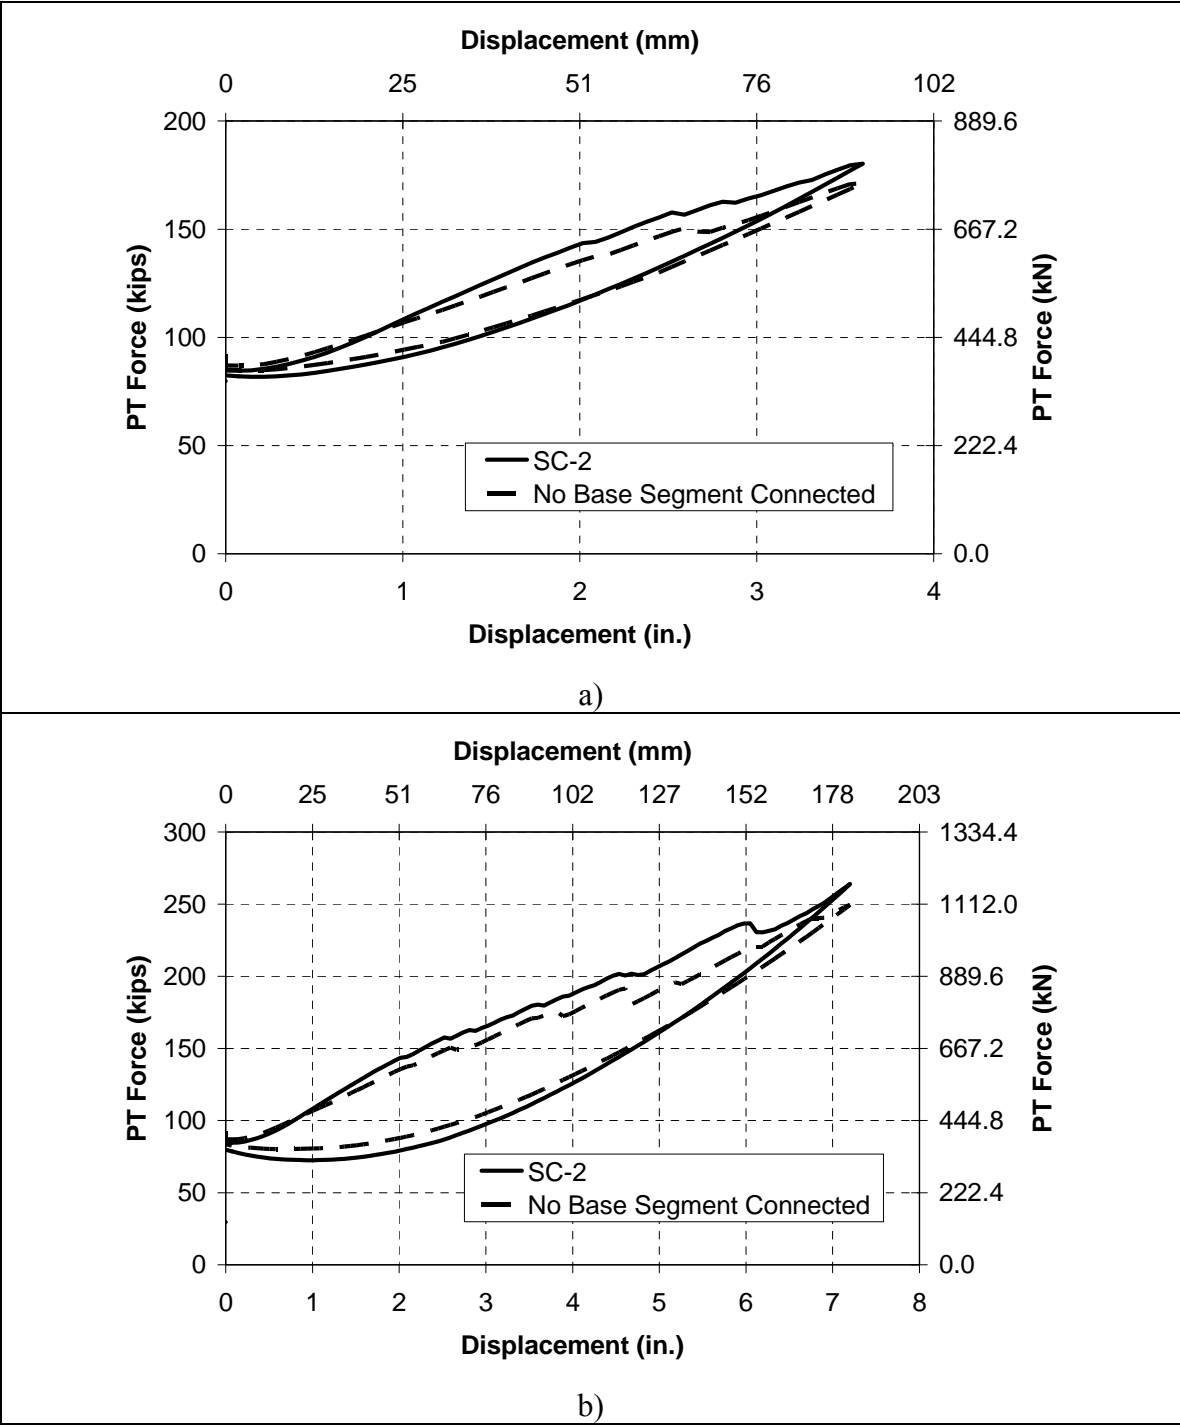 Displacement (mm)
0 25 51 76 102
200 889.6
150 667.2
100 444.8
50 222.4
0 0.0
PT Force (kips)
PT Force (kN)
SC-2
No Base Segment Connected
0 1 2 3 4
Displacement (in.)
a)
Displacement (mm)
0 25 51 76 102 127 152 178 203
300 1334.4
250 1112.0
200 889.6
150 667.2
100 444.8
50 222.4
0 0.0
PT Force (kips)
PT Force (kN)
SC-2
No Base Segment Connected
0 1 2 3 4 5 6 7 8
Displacement (in.)
b)